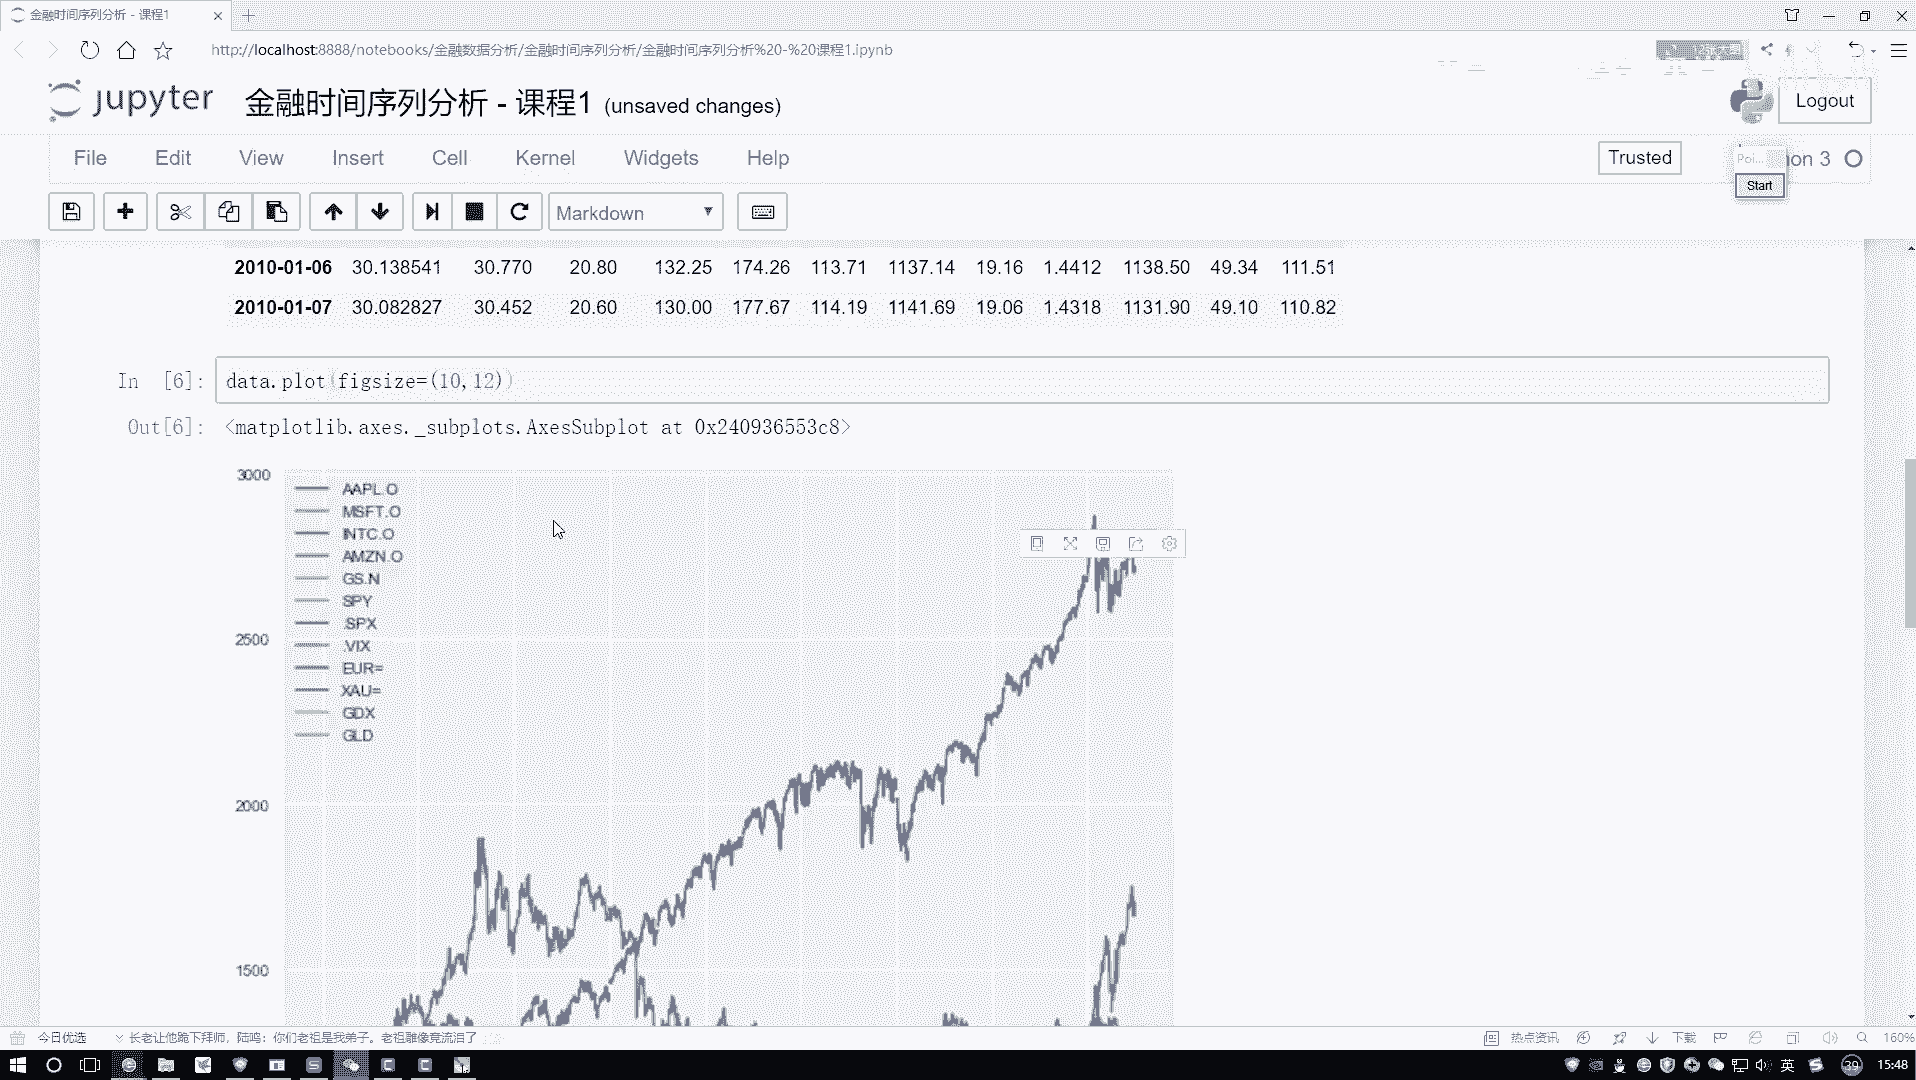 金融时间序列分析 - 课程1
http://localhost:8888/notebooks/金融数据分析/金融时间序列分析/金融时间序列分析%20-%20课程1.ipynb
jupyter 金融时间序列分析 - 课程1 (unsaved changes)
Logout
File Edit View Insert Cell Kernel Widgets Help
Trusted
on 3
Poi...
Start
Markdown
2010-01-06 30.138541 30.770 20.80 132.25 174.26 113.71 1137.14 19.16 1.4412 1138.50 49.34 111.51
2010-01-07 30.082827 30.452 20.60 130.00 177.67 114.19 1141.69 19.06 1.4318 1131.90 49.10 110.82
In [6]: data.plot(figsize=(10,12))
Out[6]: <matplotlib.axes._subplots.AxesSubplot at 0x240936553c8>
3000
AAPL.O
MSFT.O
INTC.O
AMZN.O
GS.N
SPY
.SPX
.VIX
EUR=
XAU=
GDX
GLD
2500
2000
1500
今日优选
长老让他跪下拜师，陆鸣：你们老祖是我弟子。老祖雕像竟流泪了
热点资讯
下载
160%
英
39
15:48